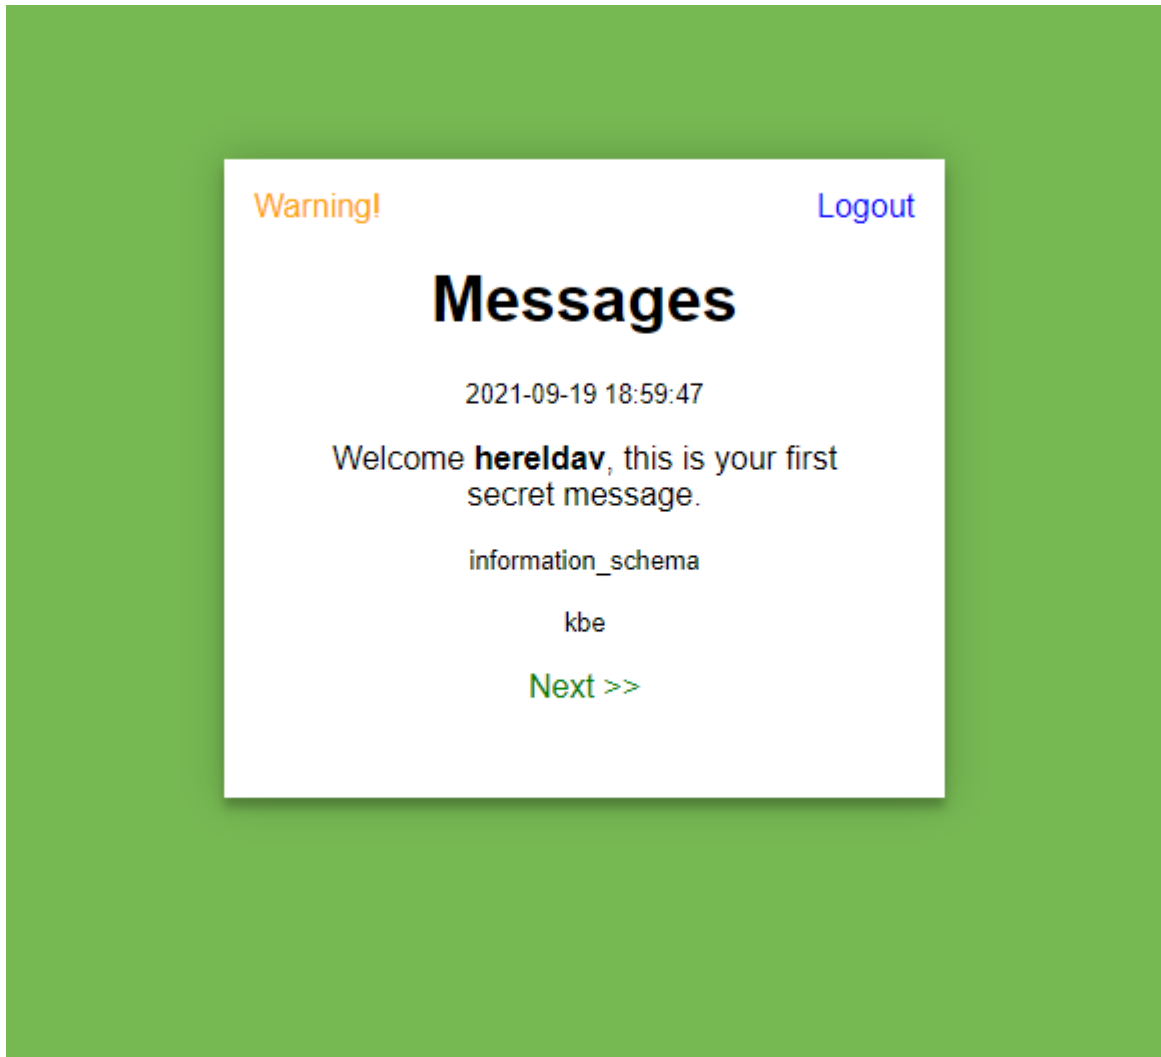 Warning!
Logout
Messages
2021-09-19 18:59:47
Welcome hereldav, this is your first
secret message.
information_schema
kbe
Next >>